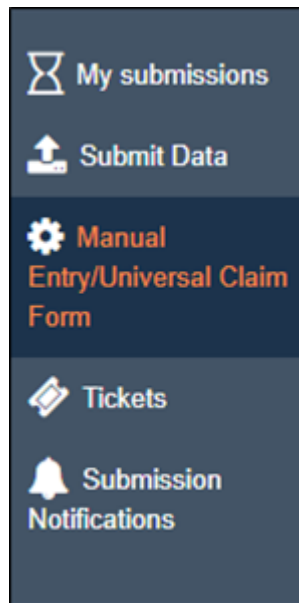 My submissions
Submit Data
Manual
Entry/Universal Claim
Form
Tickets
Submission
Notifications